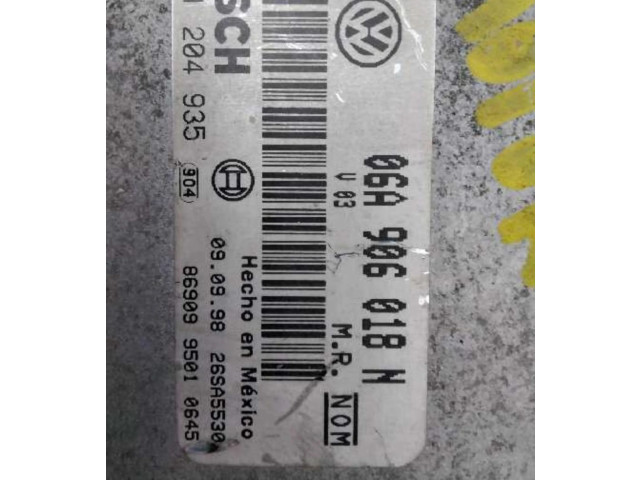 06A 906 018 N
V 03
M.R. NOM
SCH
204 935
904
Hecho en México
09.09.98 26SA5530
86909 9501 0645